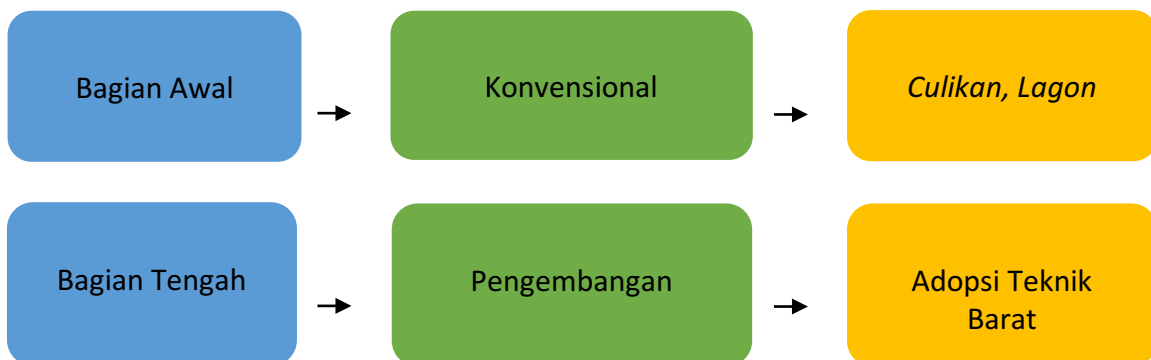 Bagian Awal
Konvensional
Culikan, Lagon
Bagian Tengah
Pengembangan
Adopsi Teknik
Barat